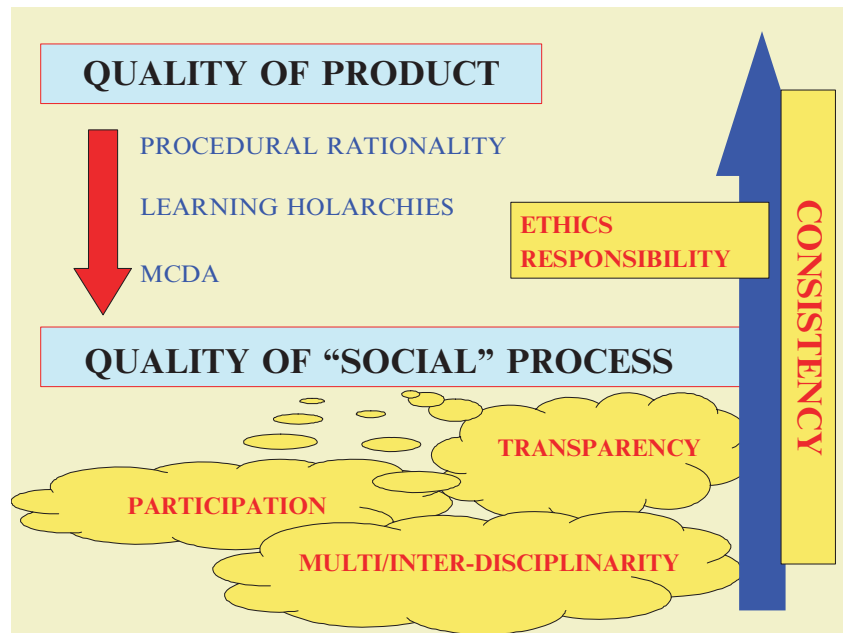 QUALITY OF PRODUCT
PROCEDURAL RATIONALITY
LEARNING HOLARCHIES
MCDA
ETHICS
RESPONSIBILITY
CONSISTENCY
QUALITY OF “SOCIAL” PROCESS
TRANSPARENCY
PARTICIPATION
MULTI/INTER-DISCIPLINARITY